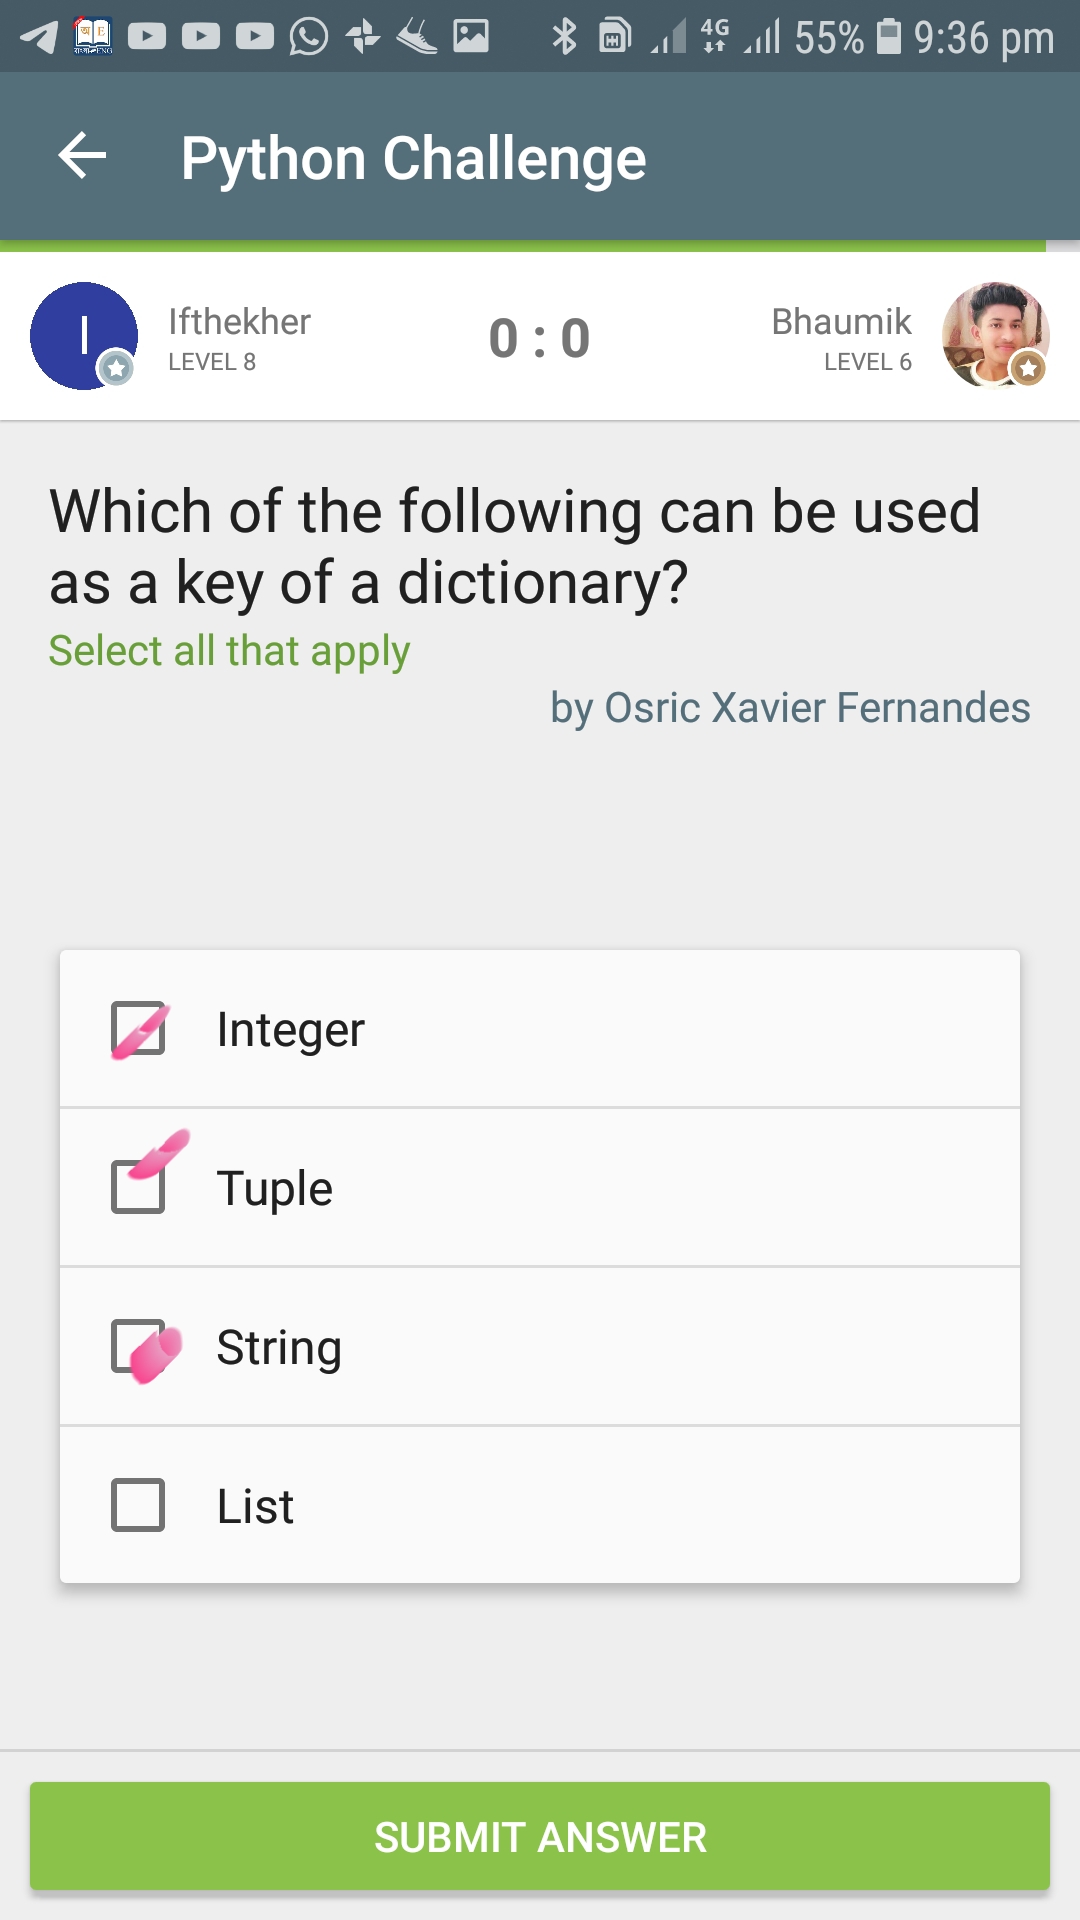 4G
55%
9:36 pm
Python Challenge
I
Ifthekher
LEVEL 8
0 : 0
Bhaumik
LEVEL 6
Which of the following can be used
as a key of a dictionary?
Select all that apply
by Osric Xavier Fernandes
Integer
Tuple
String
List
SUBMIT ANSWER